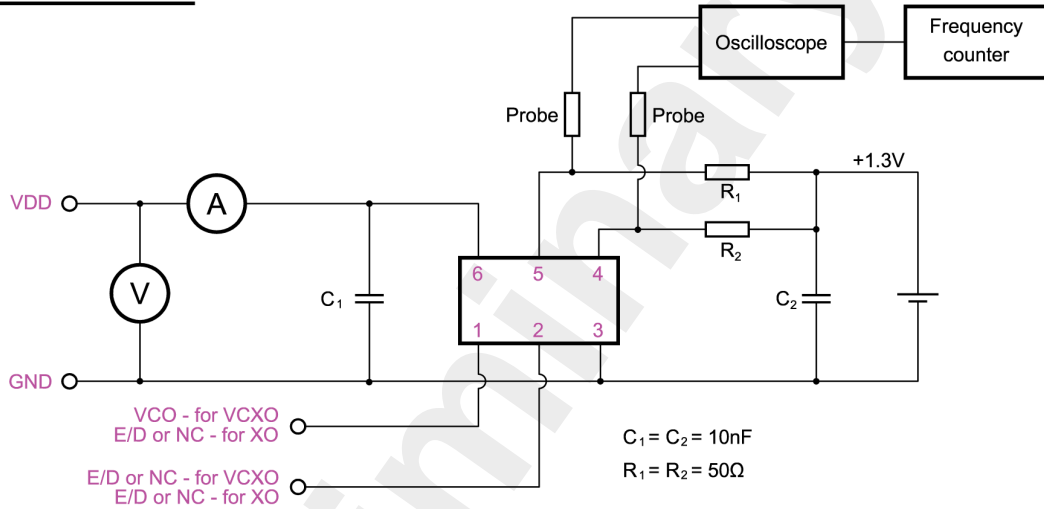 Oscilloscope
Frequency
counter
Probe
Probe
+1.3V
R₁
VDD
A
R₂
6 5 4
V
C₁
C₂
1 2 3
GND
VCO - for VCXO
E/D or NC - for XO
C₁ = C₂ = 10nF
R₁ = R₂ = 50Ω
E/D or NC - for VCXO
E/D or NC - for XO